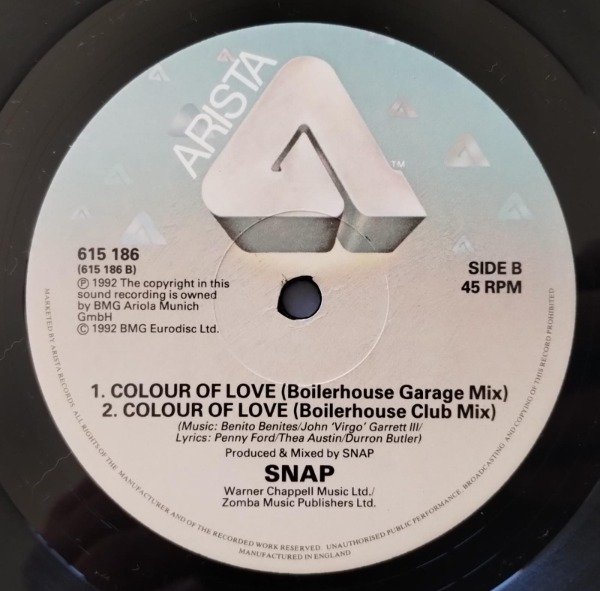 ARISTA
TM
615 186
(615 186 B)
℗ 1992 The copyright in this
sound recording is owned
by BMG Ariola Munich
GmbH
© 1992 BMG Eurodisc Ltd.
SIDE B
45 RPM
1. COLOUR OF LOVE (Boilerhouse Garage Mix)
2. COLOUR OF LOVE (Boilerhouse Club Mix)
(Music: Benito Benites/John 'Virgo' Garrett III/
Lyrics: Penny Ford/Thea Austin/Durron Butler)
Produced & Mixed by SNAP
SNAP
Warner Chappell Music Ltd./
Zomba Music Publishers Ltd.
MARKETED BY ARISTA RECORDS. ALL RIGHTS OF THE MANUFACTURER AND OF THE RECORDED WORK RESERVED. UNAUTHORISED PUBLIC PERFORMANCE, BROADCASTING AND COPYING OF THIS RECORD PROHIBITED
MANUFACTURED IN ENGLAND